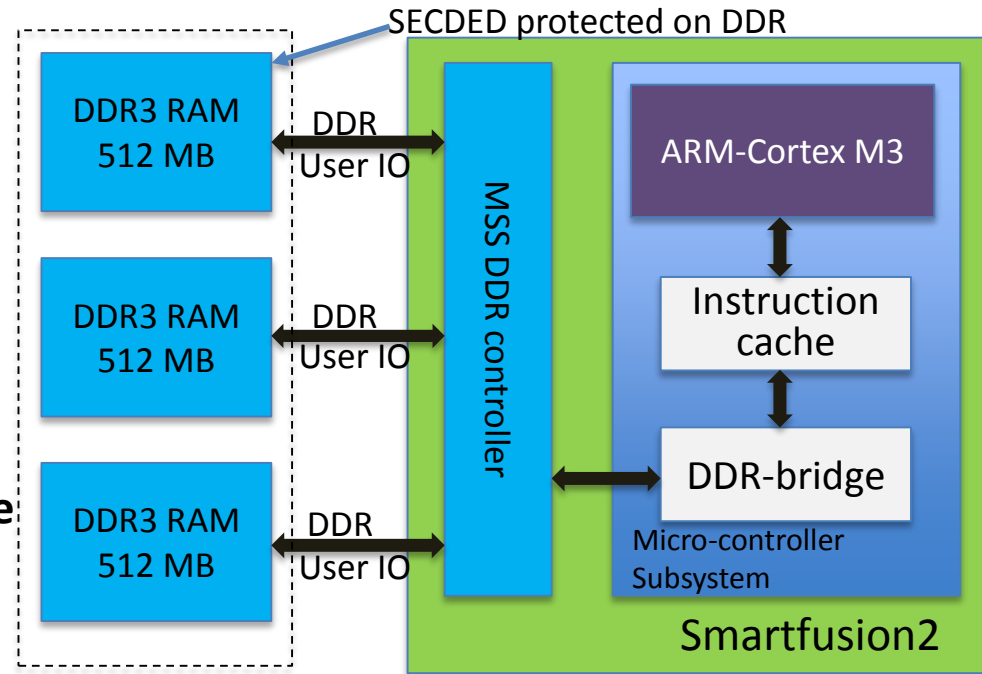 SECDED protected on DDR
DDR3 RAM
512 MB
DDR
User IO
DDR3 RAM
512 MB
DDR
User IO
DDR3 RAM
512 MB
DDR
User IO
e
MSS DDR controller
ARM-Cortex M3
Instruction
cache
DDR-bridge
Micro-controller
Subsystem
Smartfusion2